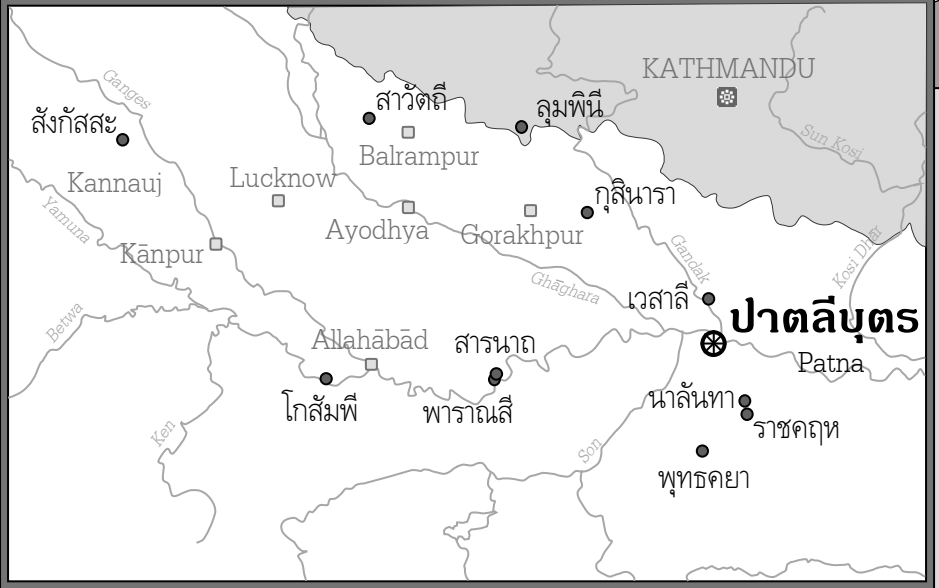 KATHMANDU
Ganges
สาวัตถี
ลุมพินี
สังกัสสะ
Sun Kosi
Balrampur
Kannauj
Lucknow
กุสินารา
Yamuna
Ayodhya
Gorakhpur
Kānpur
Gandak
Kosi Dhār
Ghāghara
เวสาลี
Betwa
ปาตลีบุตร
Allahābād
สารนาถ
Patna
โกสัมพี
พาราณสี
นาลันทา
ราชคฤห
Ken
Son
พุทธคยา